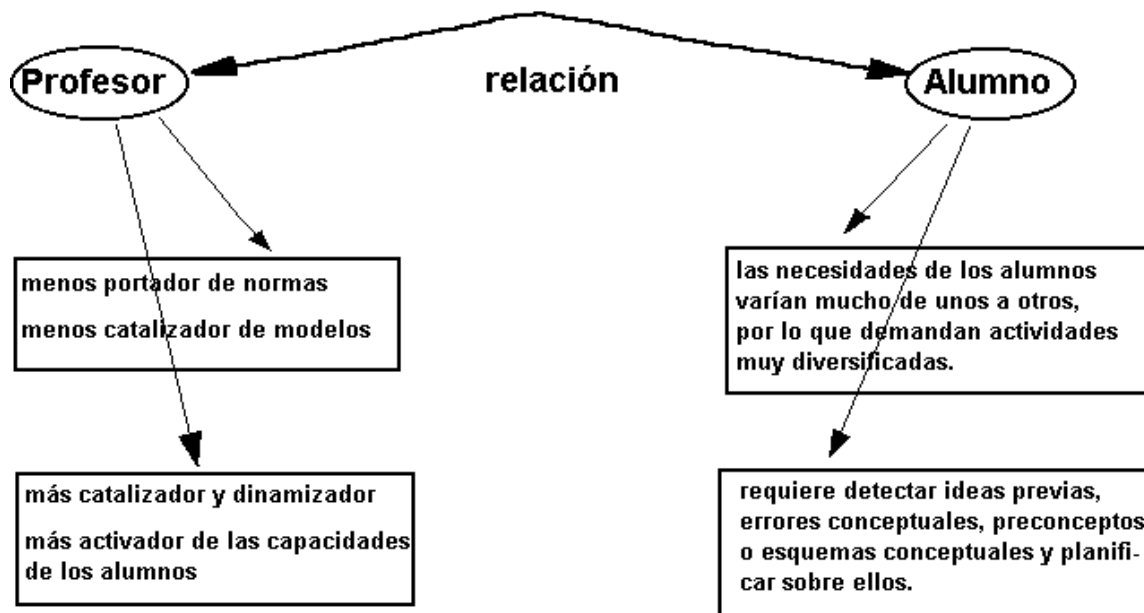 Profesor
relación
Alumno
menos portador de normas
menos catalizador de modelos
las necesidades de los alumnos
varían mucho de unos a otros,
por lo que demandan actividades
muy diversificadas.
más catalizador y dinamizador
más activador de las capacidades
de los alumnos
requiere detectar ideas previas,
errores conceptuales, preconceptos
o esquemas conceptuales y planifi-
car sobre ellos.